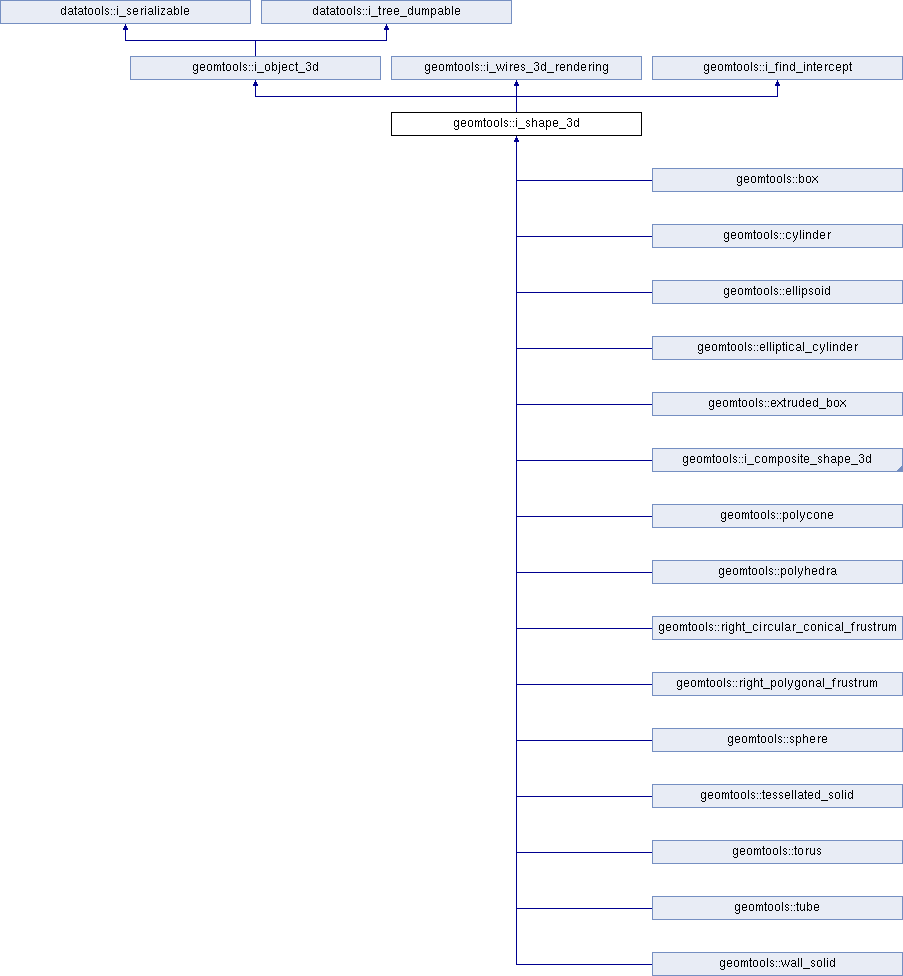 datatools::i_serializable
datatools::i_tree_dumpable
geomtools::i_object_3d
geomtools::i_wires_3d_rendering
geomtools::i_find_intercept
geomtools::i_shape_3d
geomtools::box
geomtools::cylinder
geomtools::ellipsoid
geomtools::elliptical_cylinder
geomtools::extruded_box
geomtools::i_composite_shape_3d
geomtools::polycone
geomtools::polyhedra
geomtools::right_circular_conical_frustrum
geomtools::right_polygonal_frustrum
geomtools::sphere
geomtools::tessellated_solid
geomtools::torus
geomtools::tube
geomtools::wall_solid